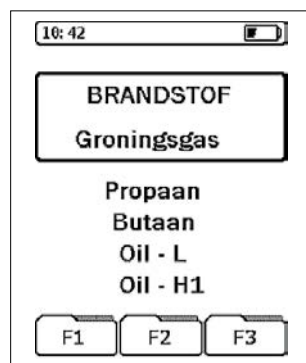 10:42
BRANDSTOF
Groningsgas
Propaan
Butaan
Oil - L
Oil - H1
F1 F2 F3